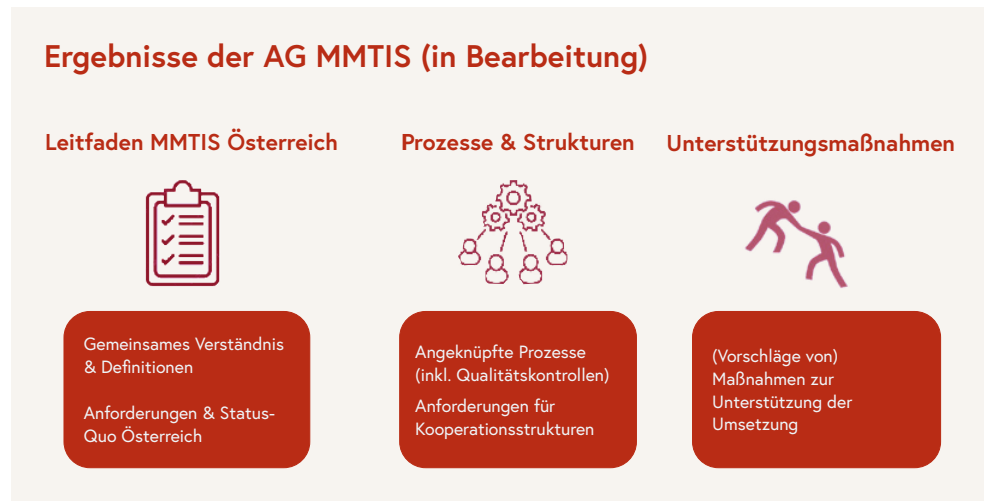 Ergebnisse der AG MMTIS (in Bearbeitung)
Leitfaden MMTIS Österreich
Gemeinsames Verständnis
& Definitionen
Anforderungen & Status-
Quo Österreich
Prozesse & Strukturen
Angeknüpfte Prozesse
(inkl. Qualitätskontrollen)
Anforderungen für
Kooperationsstrukturen
Unterstützungsmaßnahmen
(Vorschläge von)
Maßnahmen zur
Unterstützung der
Umsetzung